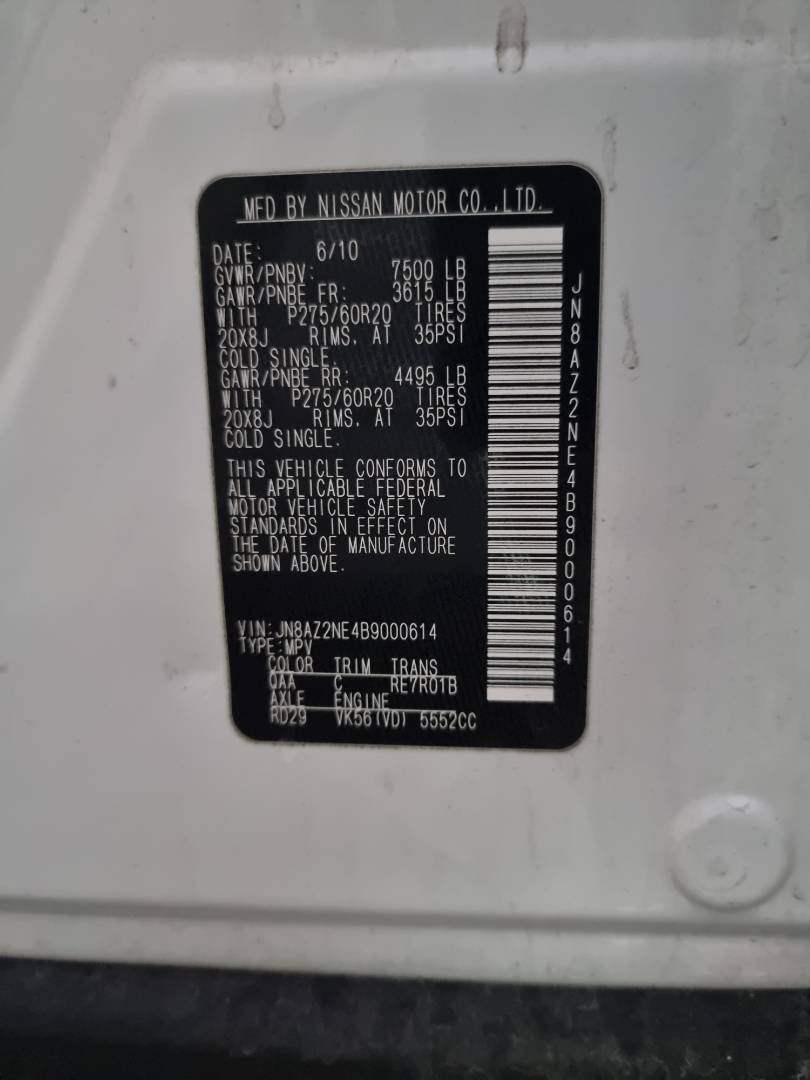 MFD BY NISSAN MOTOR CO.,LTD.
DATE: 6/10
GVWR/PNBV: 7500 LB
GAWR/PNBE FR: 3615 LB
WITH P275/60R20 TIRES
20X8J RIMS, AT 35PSI
COLD SINGLE.
GAWR/PNBE RR: 4495 LB
WITH P275/60R20 TIRES
20X8J RIMS, AT 35PSI
COLD SINGLE.
THIS VEHICLE CONFORMS TO
ALL APPLICABLE FEDERAL
MOTOR VEHICLE SAFETY
STANDARDS IN EFFECT ON
THE DATE OF MANUFACTURE
SHOWN ABOVE.
VIN:JN8AZ2NE4B9000614
TYPE:MPV
COLOR TRIM TRANS
QAA C RE7R01B
AXLE ENGINE
RD29 VK56(VD) 5552CC
JN8AZ2NE4B9000614